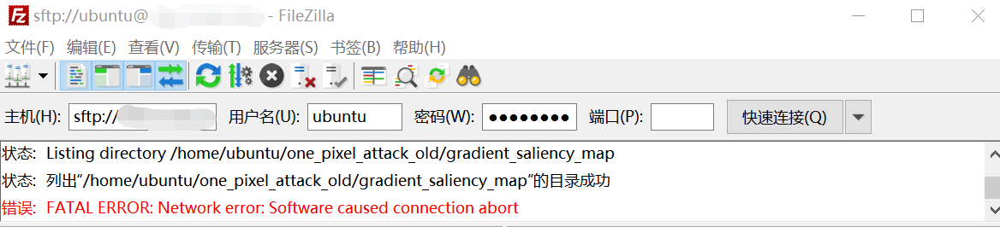 sftp://ubuntu@ - FileZilla
文件(F) 编辑(E) 查看(V) 传输(T) 服务器(S) 书签(B) 帮助(H)
主机(H): sftp:// 用户名(U): ubuntu 密码(W): ●●●●●●●● 端口(P): 快速连接(Q)
状态: Listing directory /home/ubuntu/one_pixel_attack_old/gradient_saliency_map
状态: 列出“/home/ubuntu/one_pixel_attack_old/gradient_saliency_map”的目录成功
错误: FATAL ERROR: Network error: Software caused connection abort